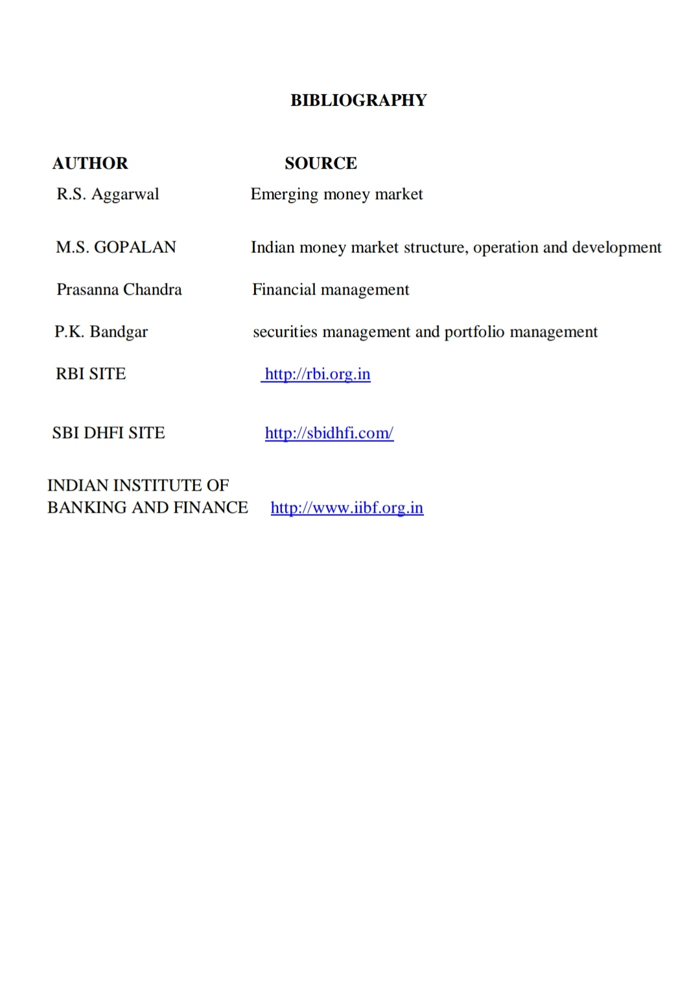 BIBLIOGRAPHY
AUTHOR SOURCE
R.S. Aggarwal Emerging money market
M.S. GOPALAN Indian money market structure, operation and development
Prasanna Chandra Financial management
P.K. Bandgar securities management and portfolio management
RBI SITE http://rbi.org.in
SBI DHFI SITE http://sbidhfi.com/
INDIAN INSTITUTE OF
BANKING AND FINANCE http://www.iibf.org.in